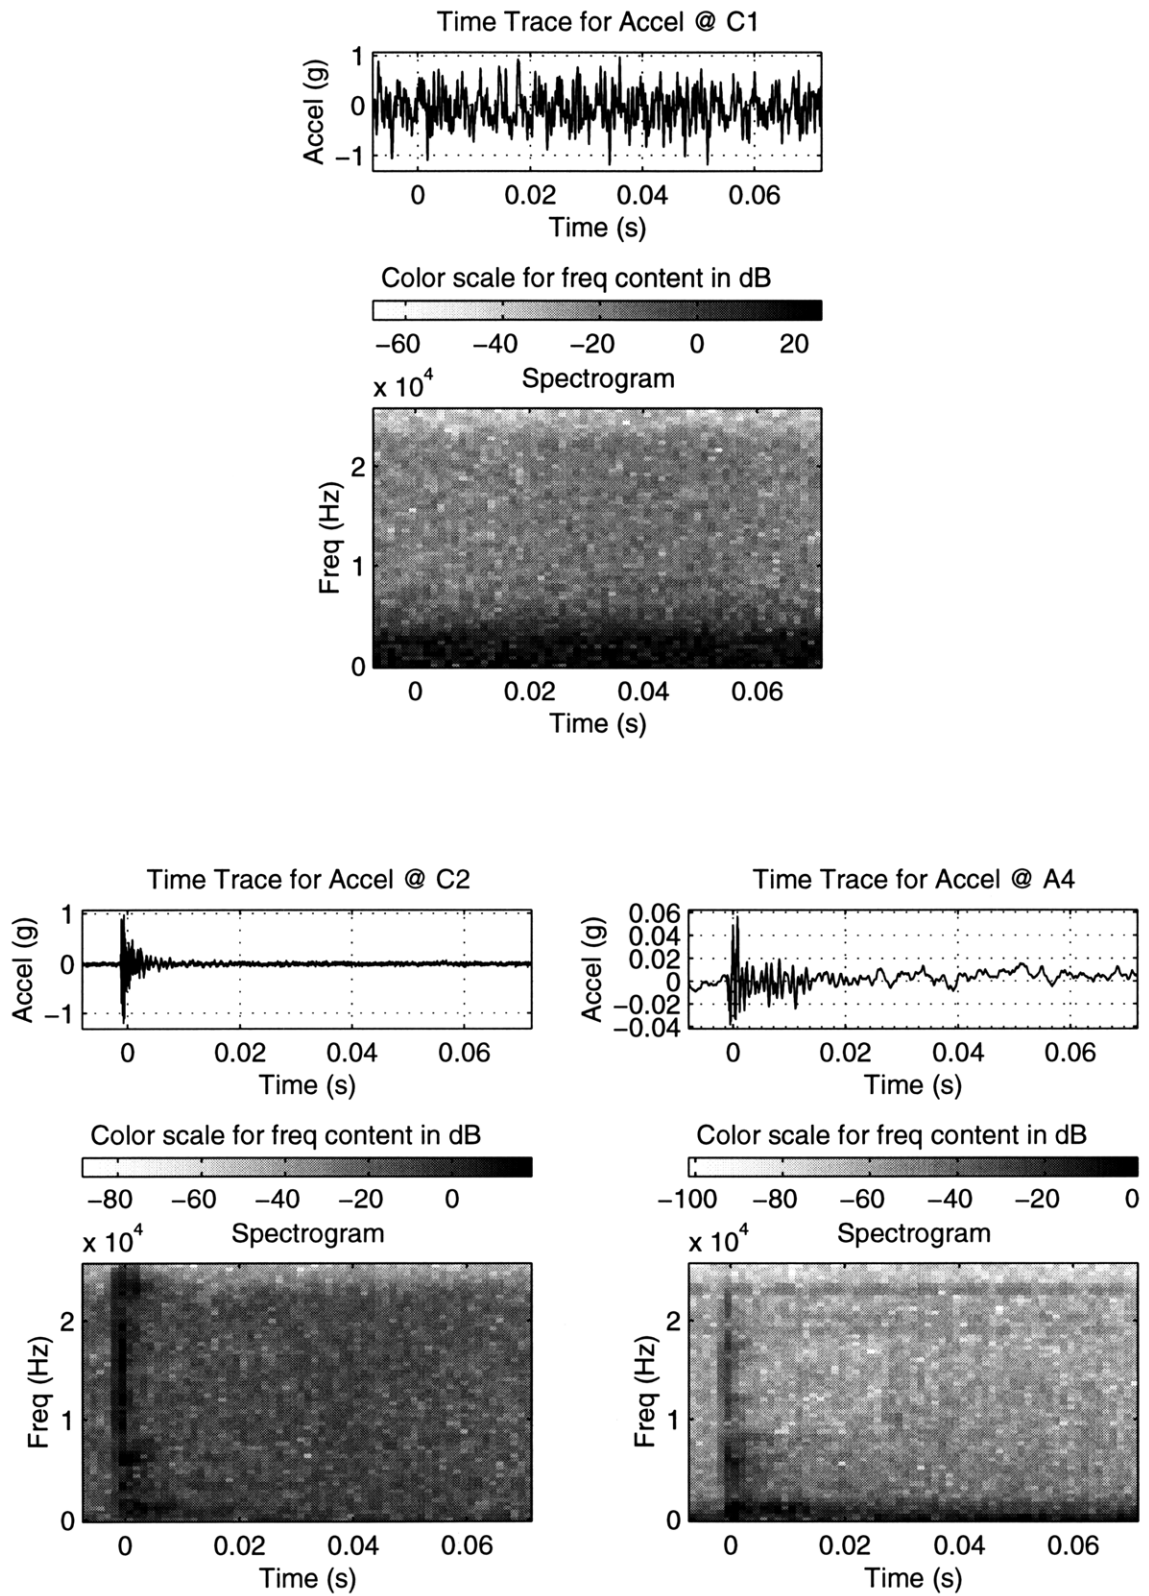 Time Trace for Accel @ C1
1
0
−1
Accel (g)
0 0.02 0.04 0.06
Time (s)
Color scale for freq content in dB
−60 −40 −20 0 20
x 10^4 Spectrogram
2
1
0
Freq (Hz)
0 0.02 0.04 0.06
Time (s)
Time Trace for Accel @ C2
1
0
−1
Accel (g)
0 0.02 0.04 0.06
Time (s)
Color scale for freq content in dB
−80 −60 −40 −20 0
x 10^4 Spectrogram
2
1
0
Freq (Hz)
0 0.02 0.04 0.06
Time (s)
Time Trace for Accel @ A4
0.06
0.04
0.02
0
−0.02
−0.04
Accel (g)
0 0.02 0.04 0.06
Time (s)
Color scale for freq content in dB
−100 −80 −60 −40 −20 0
x 10^4 Spectrogram
2
1
0
Freq (Hz)
0 0.02 0.04 0.06
Time (s)